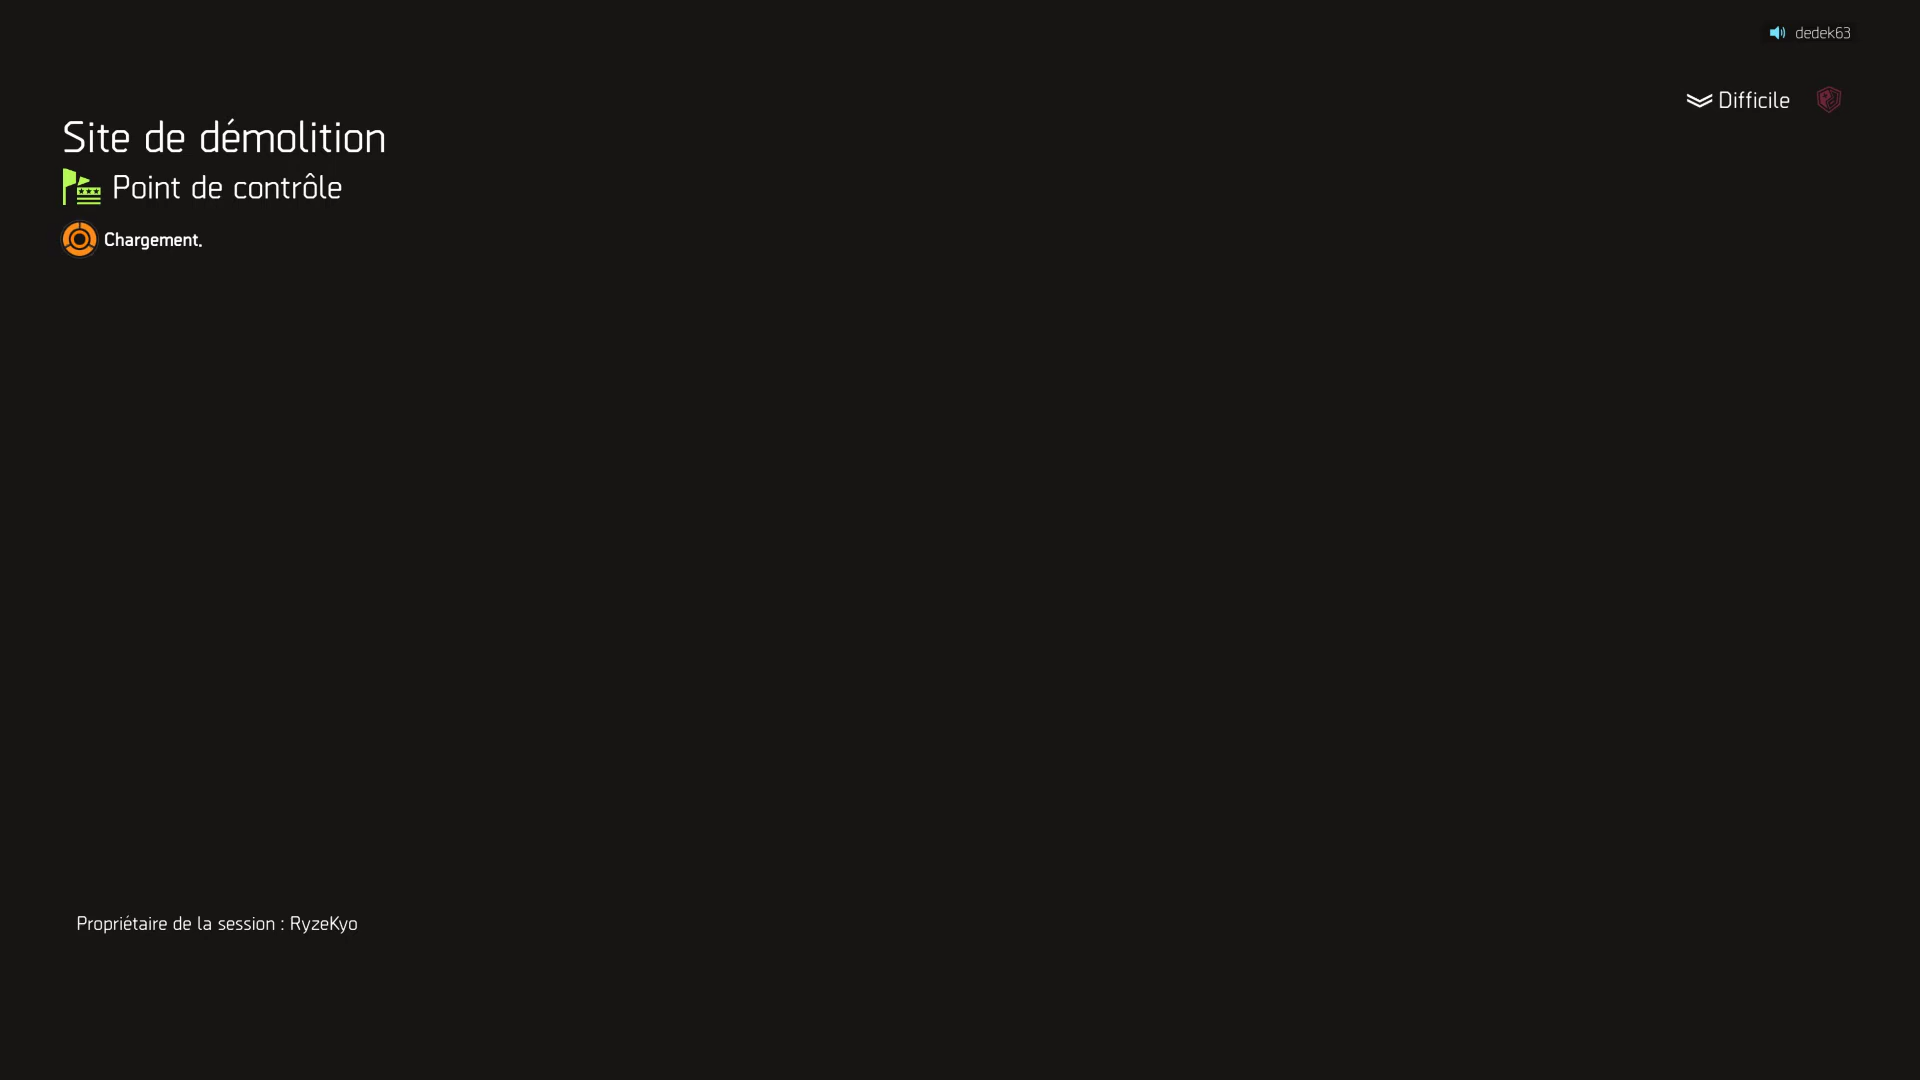 dedek63
Difficile
Site de démolition
Point de contrôle
Chargement.
Propriétaire de la session : RyzeKyo